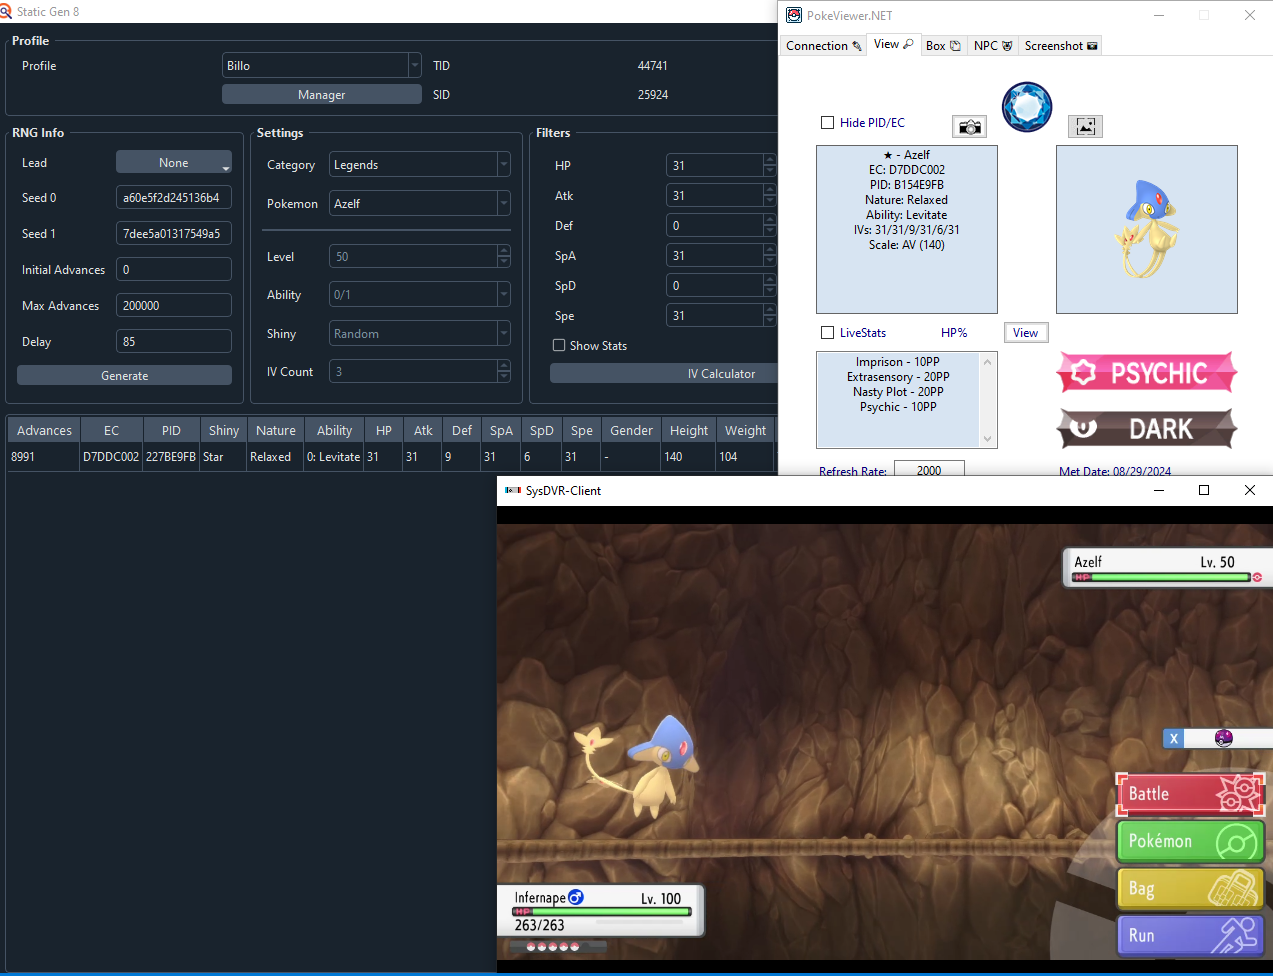 Static Gen 8
Profile
Profile Billo TID 44741
Manager SID 25924
RNG Info
Lead None
Seed 0 a60e5f2d245136b4
Seed 1 7dee5a01317549a5
Initial Advances 0
Max Advances 200000
Delay 85
Generate
Settings
Category Legends
Pokemon Azelf
Level 50
Ability 0/1
Shiny Random
IV Count 3
Filters
HP 31
Atk 31
Def 0
SpA 31
SpD 0
Spe 31
Show Stats
IV Calculator
Advances EC PID Shiny Nature Ability HP Atk Def SpA SpD Spe Gender Height Weight
8991 D7DDC002 227BE9FB Star Relaxed 0: Levitate 31 31 9 31 6 31 - 140 104
PokeViewer.NET
Connection View Box NPC Screenshot
Hide PID/EC
★ - Azelf
EC: D7DDC002
PID: B154E9FB
Nature: Relaxed
Ability: Levitate
IVs: 31/31/9/31/6/31
Scale: AV (140)
LiveStats HP% View
Imprison - 10PP
Extrasensory - 20PP
Nasty Plot - 20PP
Psychic - 10PP
PSYCHIC
DARK
Refresh Rate: 2000 Met Date: 08/29/2024
SysDVR-Client
Azelf Lv. 50
HP
X
Battle
Pokémon
Bag
Run
Infernape Lv. 100
HP
263/263